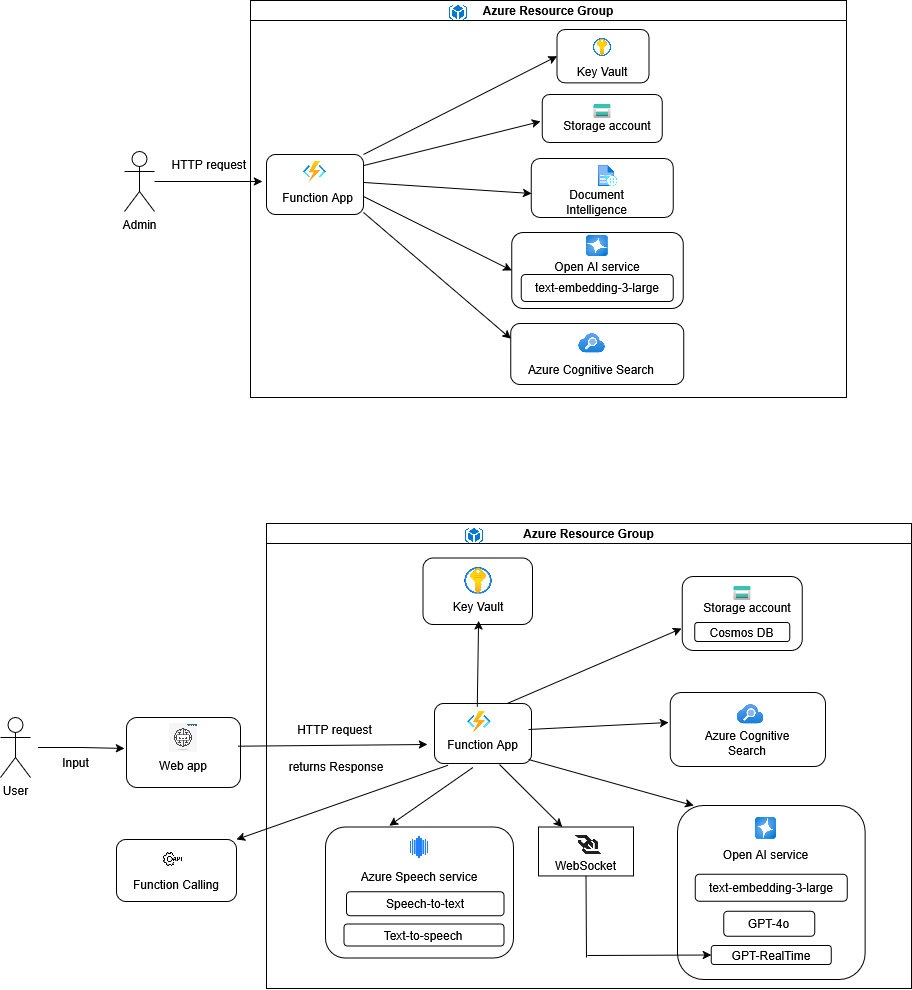 Azure Resource Group
Key Vault
Storage account
HTTP request
Function App
Admin
Document
Intelligence
Open AI service
text-embedding-3-large
Azure Cognitive Search
Azure Resource Group
Key Vault
Storage account
Cosmos DB
HTTP request
Function App
Azure Cognitive
Search
Input
Web app
returns Response
User
WebSocket
Open AI service
Azure Speech service
Function Calling
API
text-embedding-3-large
Speech-to-text
GPT-4o
Text-to-speech
GPT-RealTime